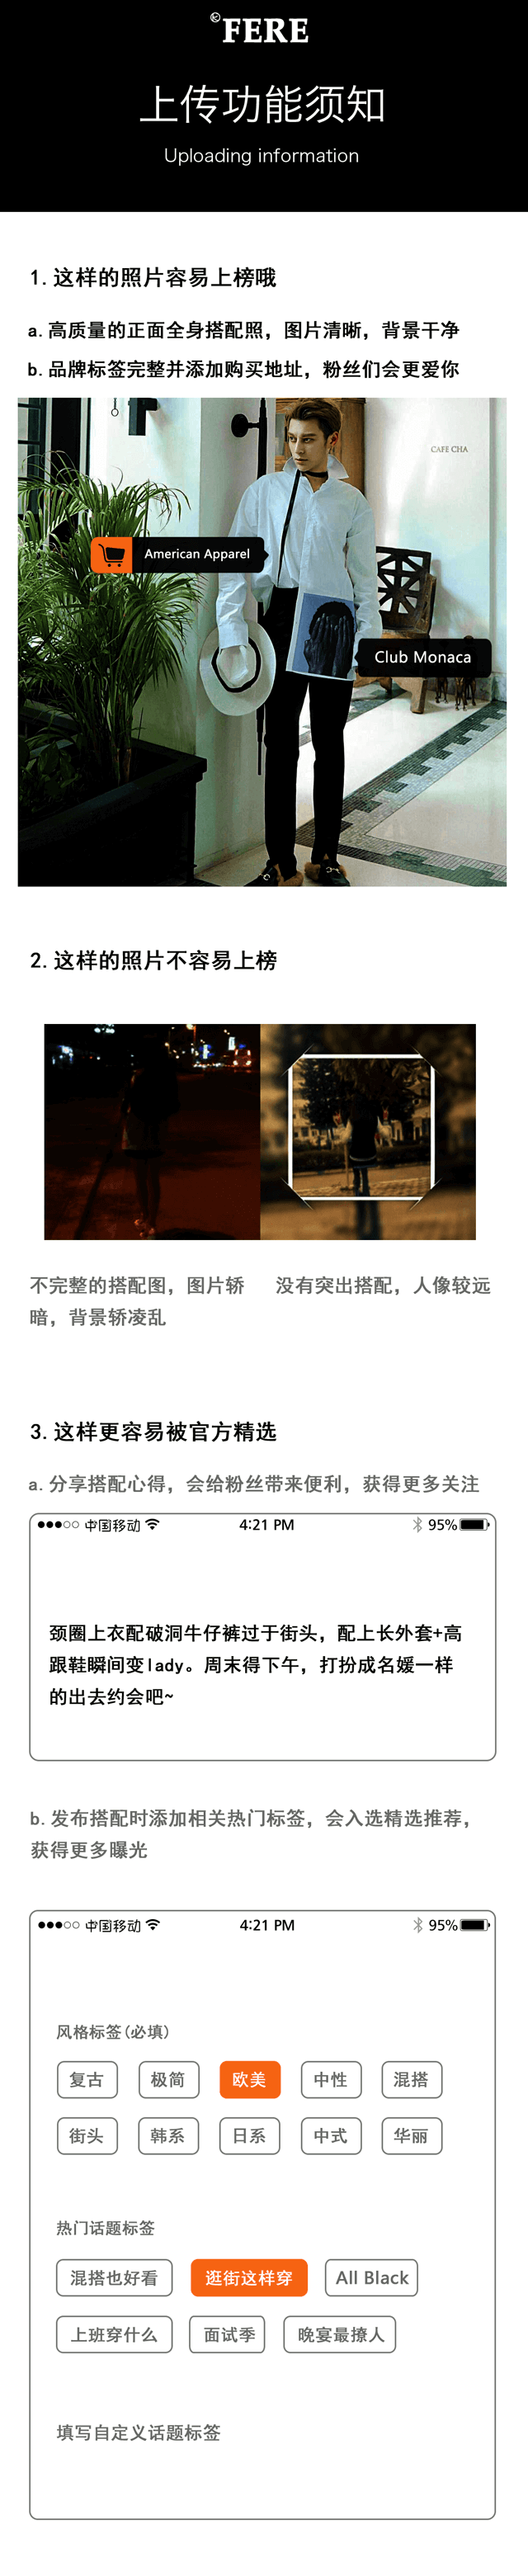 FERE
上传功能须知
Uploading information
1. 这样的照片容易上榜哦
a. 高质量的正面全身搭配照，图片清晰，背景干净
b. 品牌标签完整并添加购买地址，粉丝们会更爱你
CAFE CHA
American Apparel
Club Monaca
2. 这样的照片不容易上榜
不完整的搭配图，图片轿
暗，背景轿凌乱
没有突出搭配，人像较远
3. 这样更容易被官方精选
a. 分享搭配心得，会给粉丝带来便利，获得更多关注
中国移动 4:21 PM 95%
颈圈上衣配破洞牛仔裤过于街头，配上长外套+高
跟鞋瞬间变lady。周末得下午，打扮成名媛一样
的出去约会吧~
b. 发布搭配时添加相关热门标签，会入选精选推荐，
获得更多曝光
中国移动 4:21 PM 95%
风格标签(必填)
复古 极简 欧美 中性 混搭
街头 韩系 日系 中式 华丽
热门话题标签
混搭也好看 逛街这样穿 All Black
上班穿什么 面试季 晚宴最撩人
填写自定义话题标签